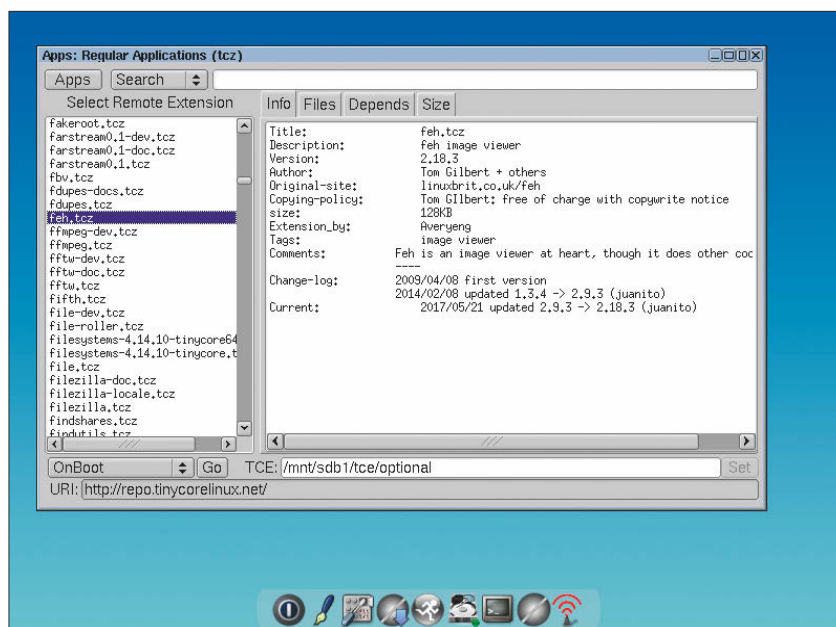 Apps: Regular Applications (tcz)
Apps Search
Select Remote Extension
Info Files Depends Size
fakeroot.tcz
farstream0.1-dev.tcz
farstream0.1-doc.tcz
farstream0.1.tcz
fbv.tcz
fdupes-docs.tcz
fdupes.tcz
feh.tcz
ffmpeg-dev.tcz
ffmpeg.tcz
fftw-dev.tcz
fftw-doc.tcz
fftw.tcz
fifth.tcz
file-dev.tcz
file-roller.tcz
filesystems-4.14.10-tinycore64
filesystems-4.14.10-tinycore.t
file.tcz
filezilla-doc.tcz
filezilla-locale.tcz
filezilla.tcz
findshares.tcz
findutils.tcz
Title: feh.tcz
Description: feh image viewer
Version: 2.18.3
Author: Tom Gilbert + others
Original-site: linuxbrit.co.uk/feh
Copying-policy: Tom GIlbert: free of charge with copywrite notice
size: 128KB
Extension_by: Averyeng
Tags: image viewer
Comments: Feh is an image viewer at heart, though it does other coc
----
Change-log: 2009/04/08 first version
2014/02/08 updated 1.3.4 -> 2.9.3 (juanito)
Current: 2017/05/21 updated 2.9.3 -> 2.18.3 (juanito)
OnBoot Go TCE: /mnt/sdb1/tce/optional Set
URI: http://repo.tinycorelinux.net/